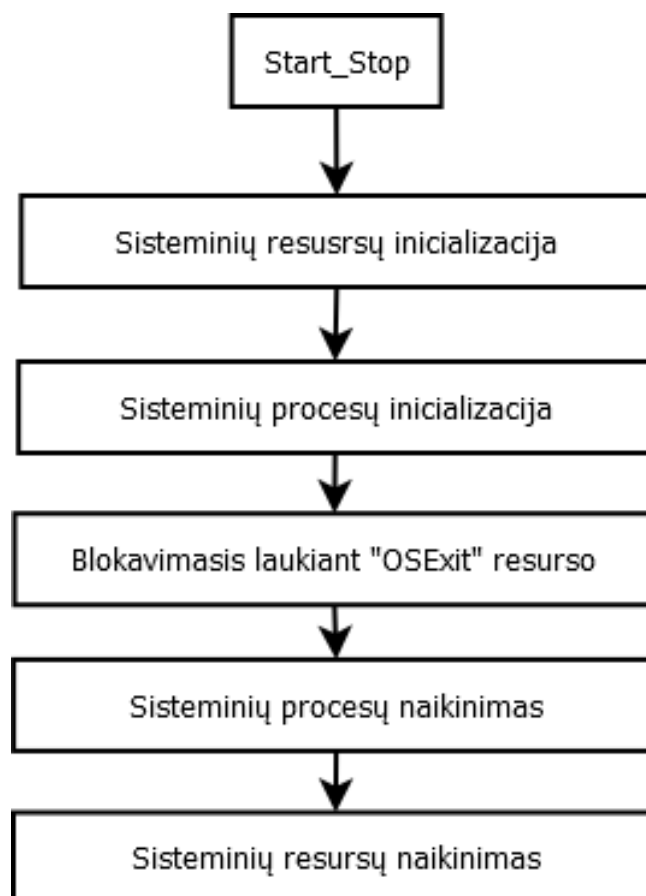 Start_Stop
Sisteminių resusrsų inicializacija
Sisteminių procesų inicializacija
Blokavimasis laukiant "OSExit" resurso
Sisteminių procesų naikinimas
Sisteminių resursų naikinimas